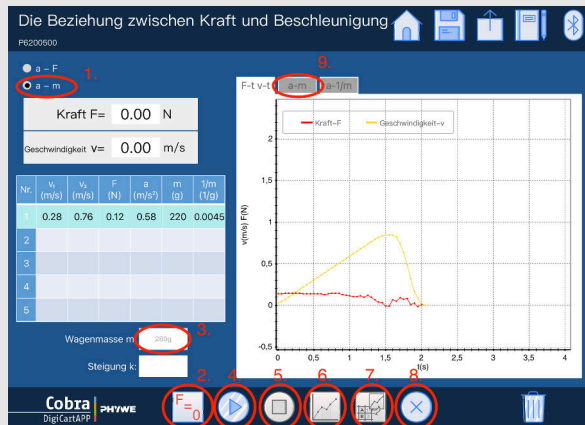 Die Beziehung zwischen Kraft und Beschleunigung
P6200500
a – F
1.
a – m
Kraft F= 0.00 N
Geschwindigkeit v= 0.00 m/s
Nr. v₁ (m/s) v₂ (m/s) F (N) a (m/s²) m (g) 1/m (1/g)
1 0.28 0.76 0.12 0.58 220 0.0045
2
3
4
5
Wagenmasse m 280g
3.
Steigung k:
9.
F-t v-t a-m a-1/m
Kraft-F Geschwindigkeit-v
v(m/s) F(N)
2
1,5
1
0,5
0
-0,5
0 0,5 1 1,5 2 2,5 3 3,5 4
t(s)
2. 4. 5. 6. 7. 8.
F=0
Cobra DigiCartAPP PHYWE